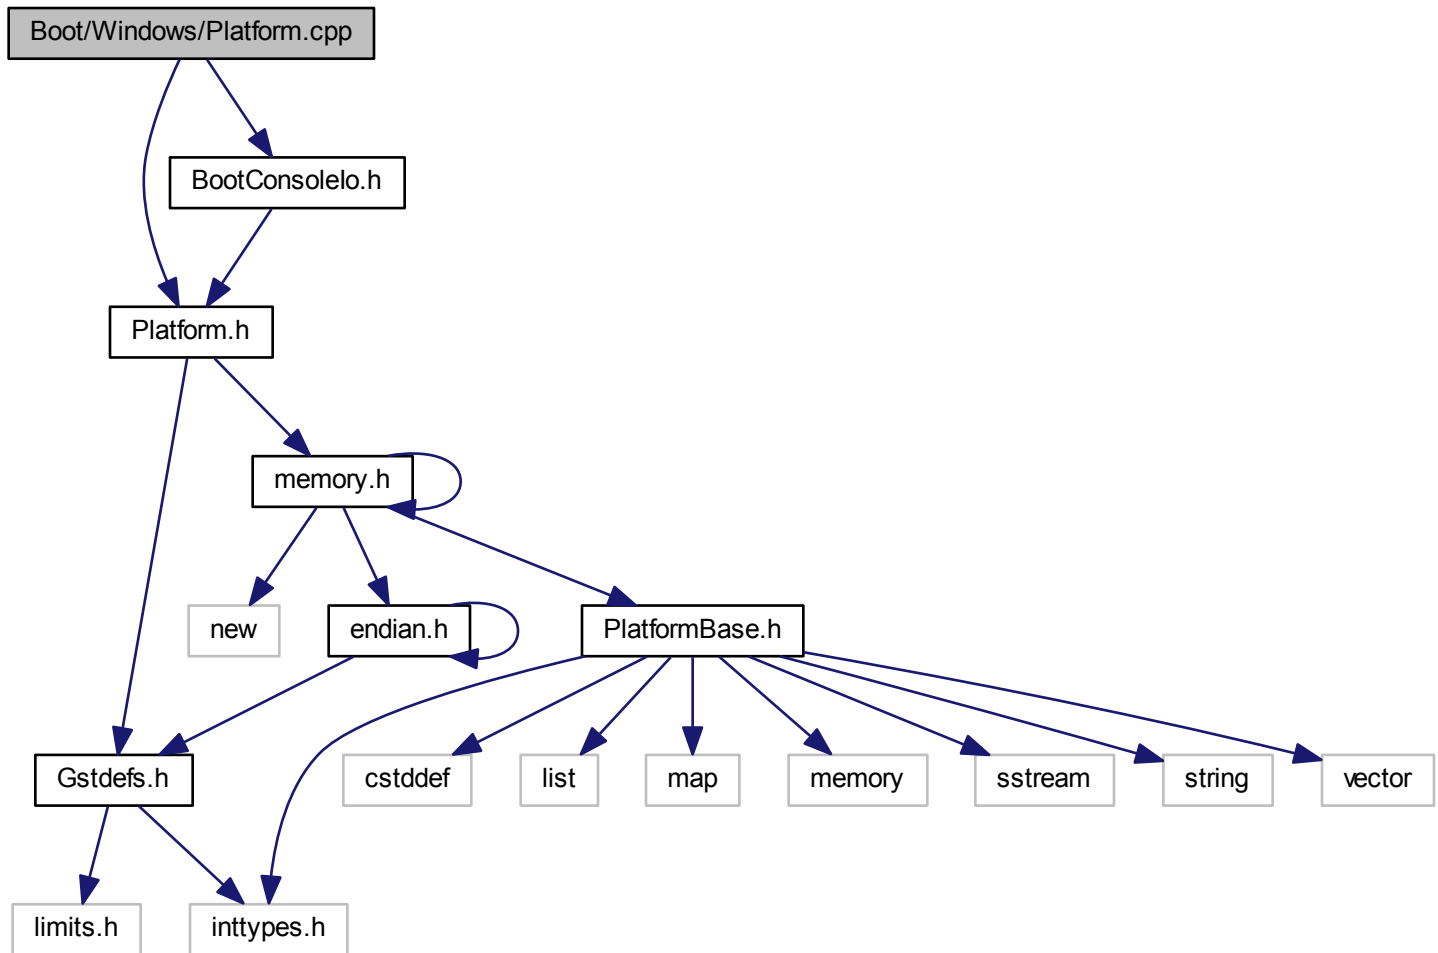 Boot/Windows/Platform.cpp
BootConsoleIo.h
Platform.h
memory.h
new
endian.h
PlatformBase.h
Gstdefs.h
cstddef
list
map
memory
sstream
string
vector
limits.h
inttypes.h